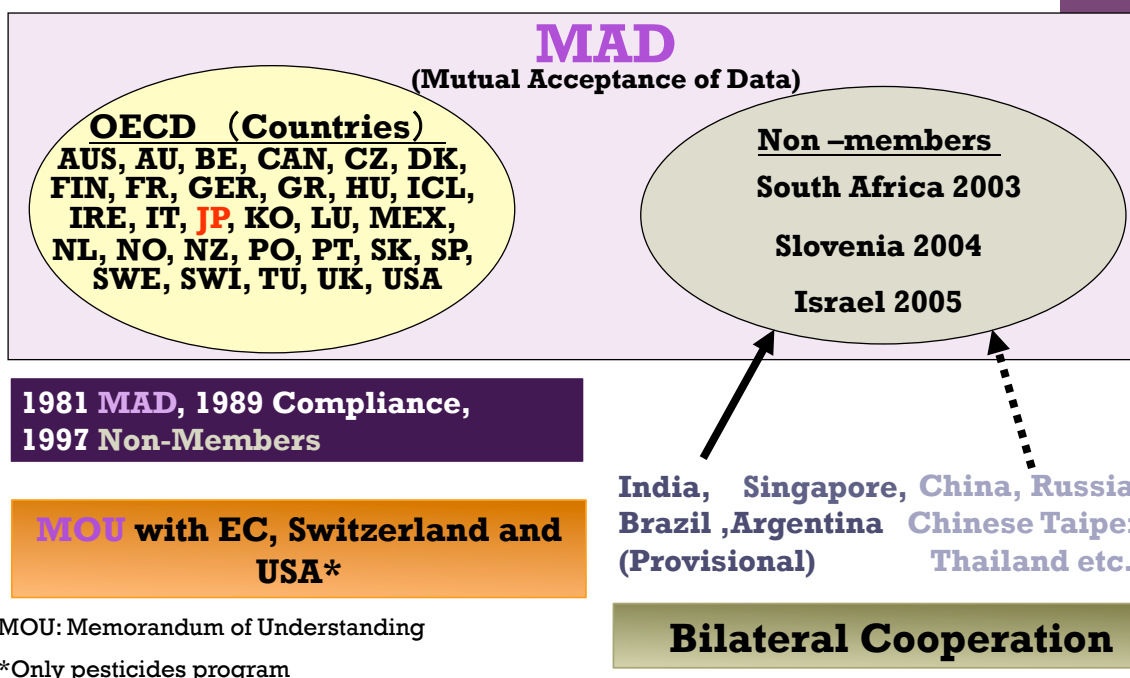 MAD
(Mutual Acceptance of Data)
OECD （Countries）
AUS, AU, BE, CAN, CZ, DK,
FIN, FR, GER, GR, HU, ICL,
IRE, IT, JP, KO, LU, MEX,
NL, NO, NZ, PO, PT, SK, SP,
SWE, SWI, TU, UK, USA
Non –members
South Africa 2003
Slovenia 2004
Israel 2005
1981 MAD, 1989 Compliance,
1997 Non-Members
MOU with EC, Switzerland and
USA*
MOU: Memorandum of Understanding
*Only pesticides program
India, Singapore,
Brazil ,Argentina
(Provisional)
China, Russia
Chinese Taipei
Thailand etc.
Bilateral Cooperation